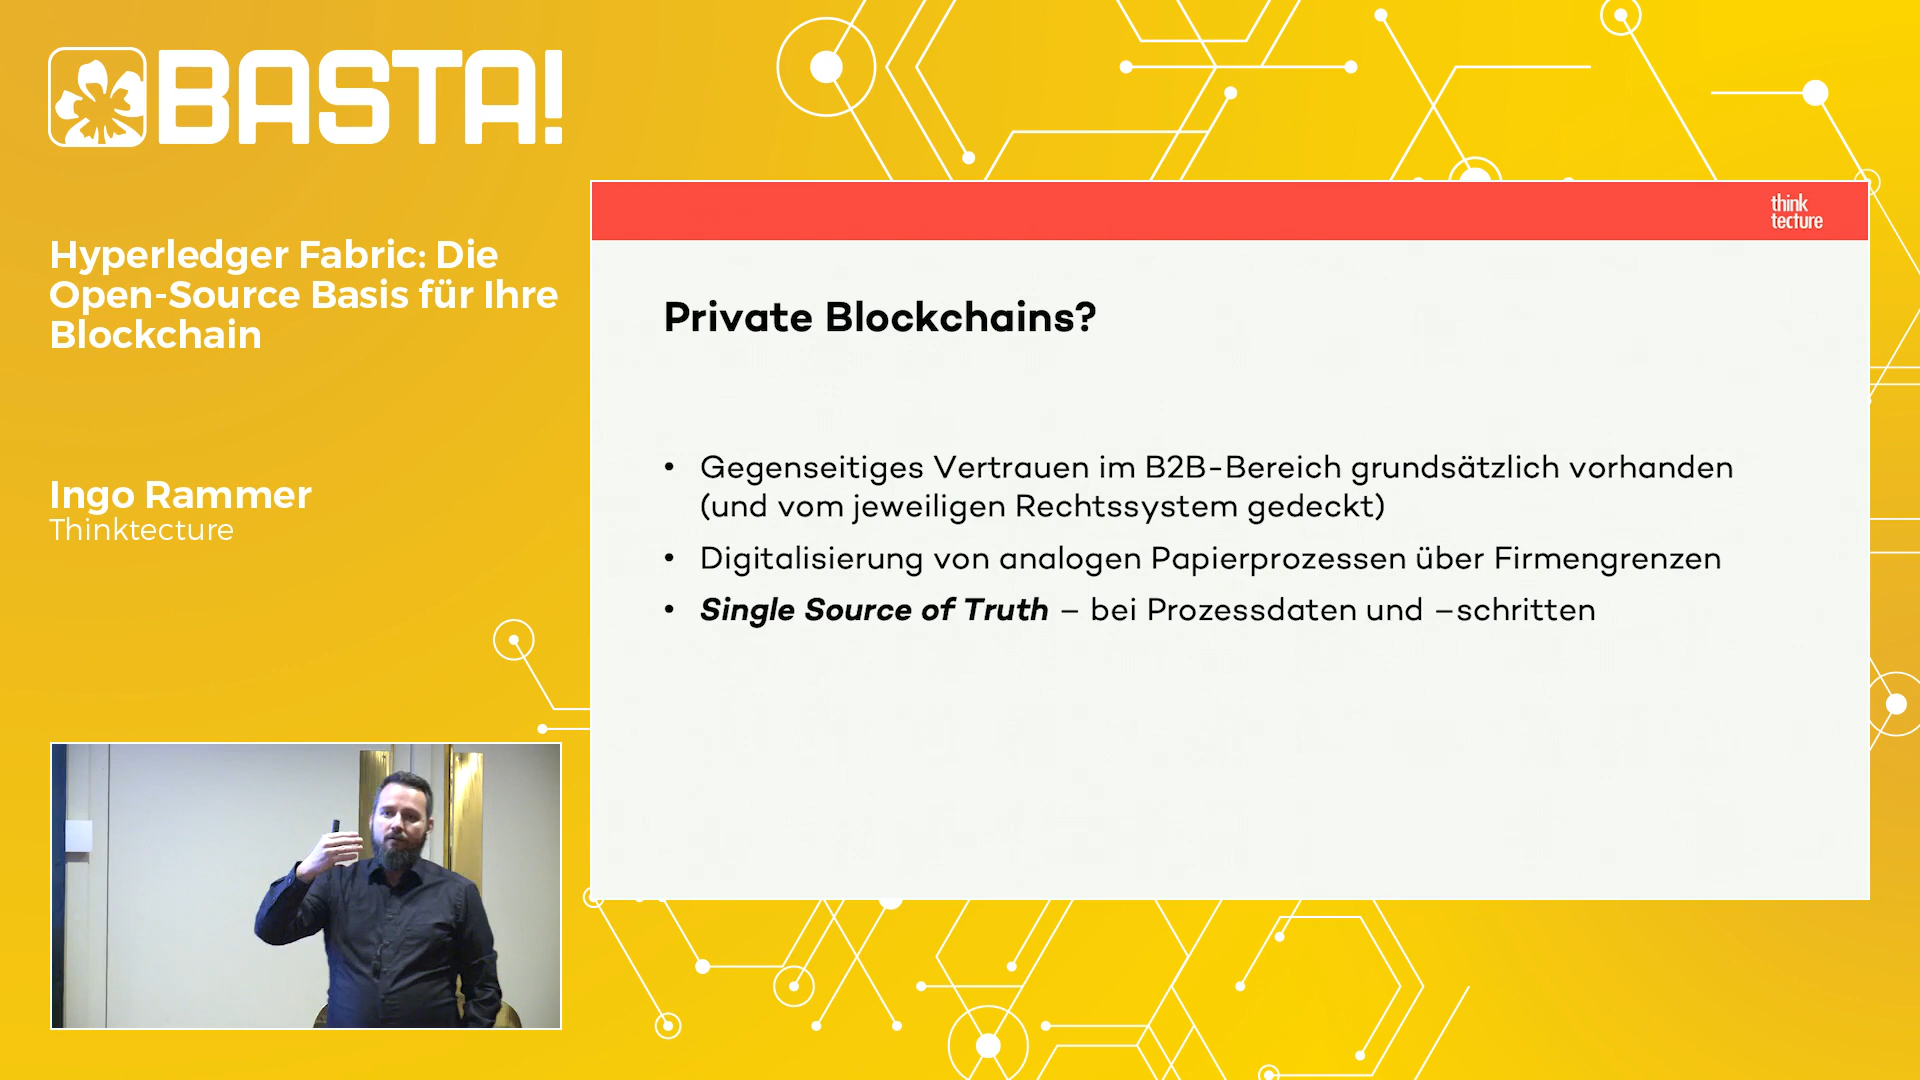 BASTA!
Hyperledger Fabric: Die
Open-Source Basis für Ihre
Blockchain
Ingo Rammer
Thinktecture
think
tecture
Private Blockchains?
• Gegenseitiges Vertrauen im B2B-Bereich grundsätzlich vorhanden
(und vom jeweiligen Rechtssystem gedeckt)
• Digitalisierung von analogen Papierprozessen über Firmengrenzen
• Single Source of Truth – bei Prozessdaten und –schritten